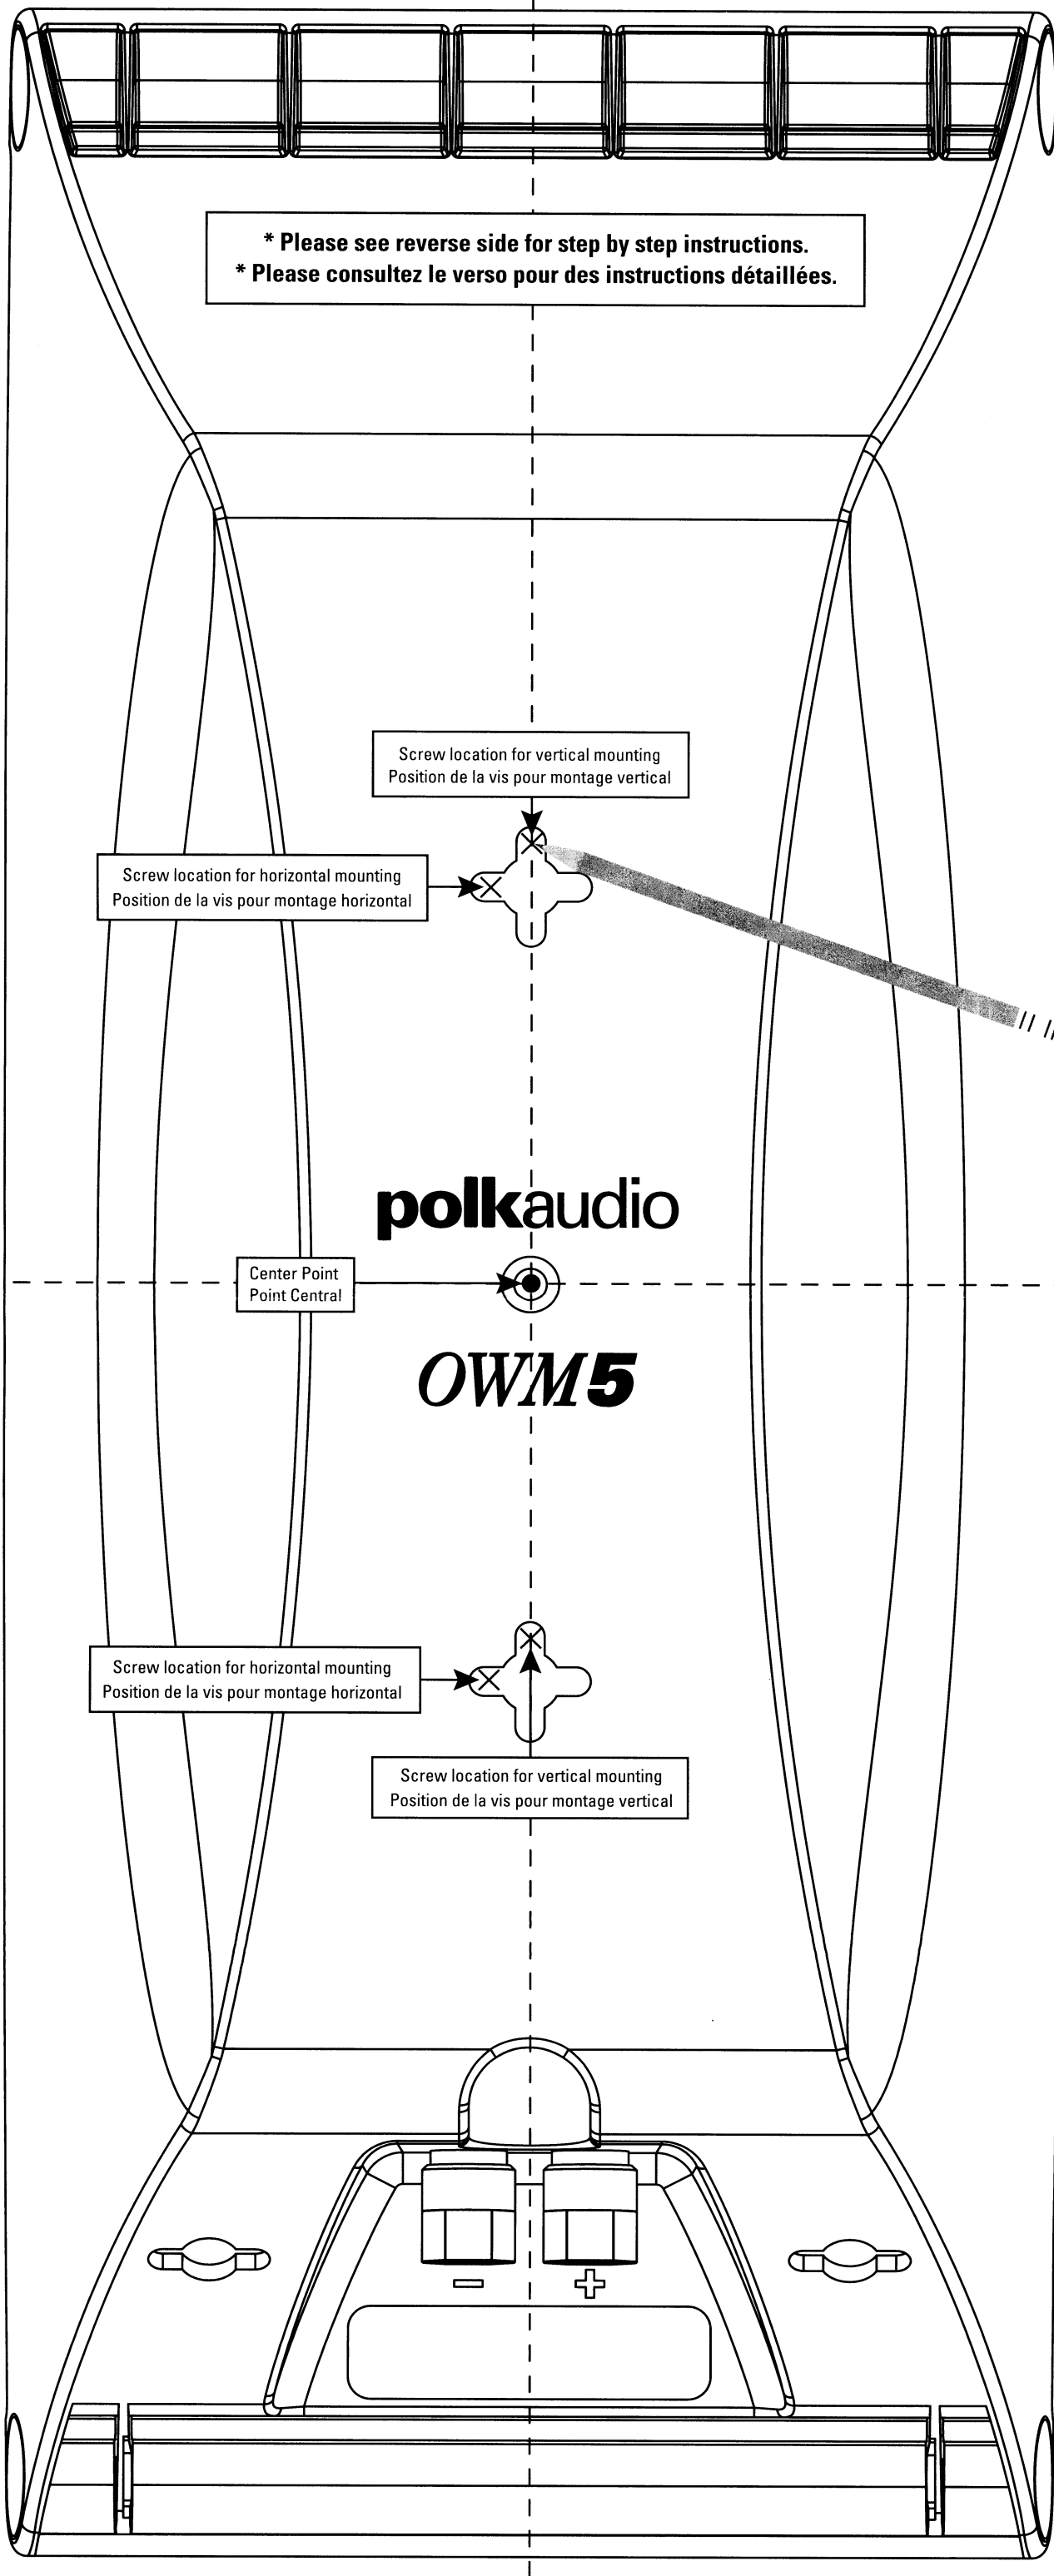 * Please see reverse side for step by step instructions.
* Please consultez le verso pour des instructions détaillées.
Screw location for vertical mounting
Position de la vis pour montage vertical
Screw location for horizontal mounting
Position de la vis pour montage horizontal
polkaudio
Center Point
Point Central
OWM5
Screw location for horizontal mounting
Position de la vis pour montage horizontal
Screw location for vertical mounting
Position de la vis pour montage vertical
− +